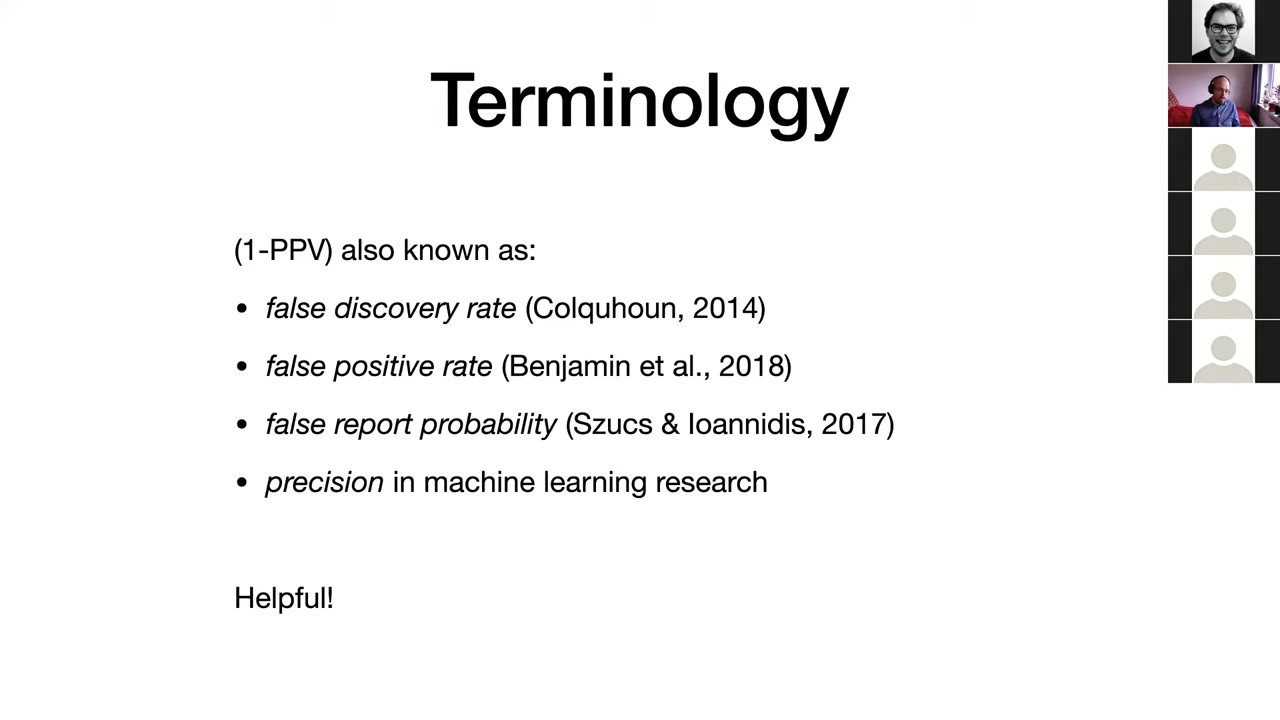 Terminology
(1-PPV) also known as:
• false discovery rate (Colquhoun, 2014)
• false positive rate (Benjamin et al., 2018)
• false report probability (Szucs & Ioannidis, 2017)
• precision in machine learning research
Helpful!